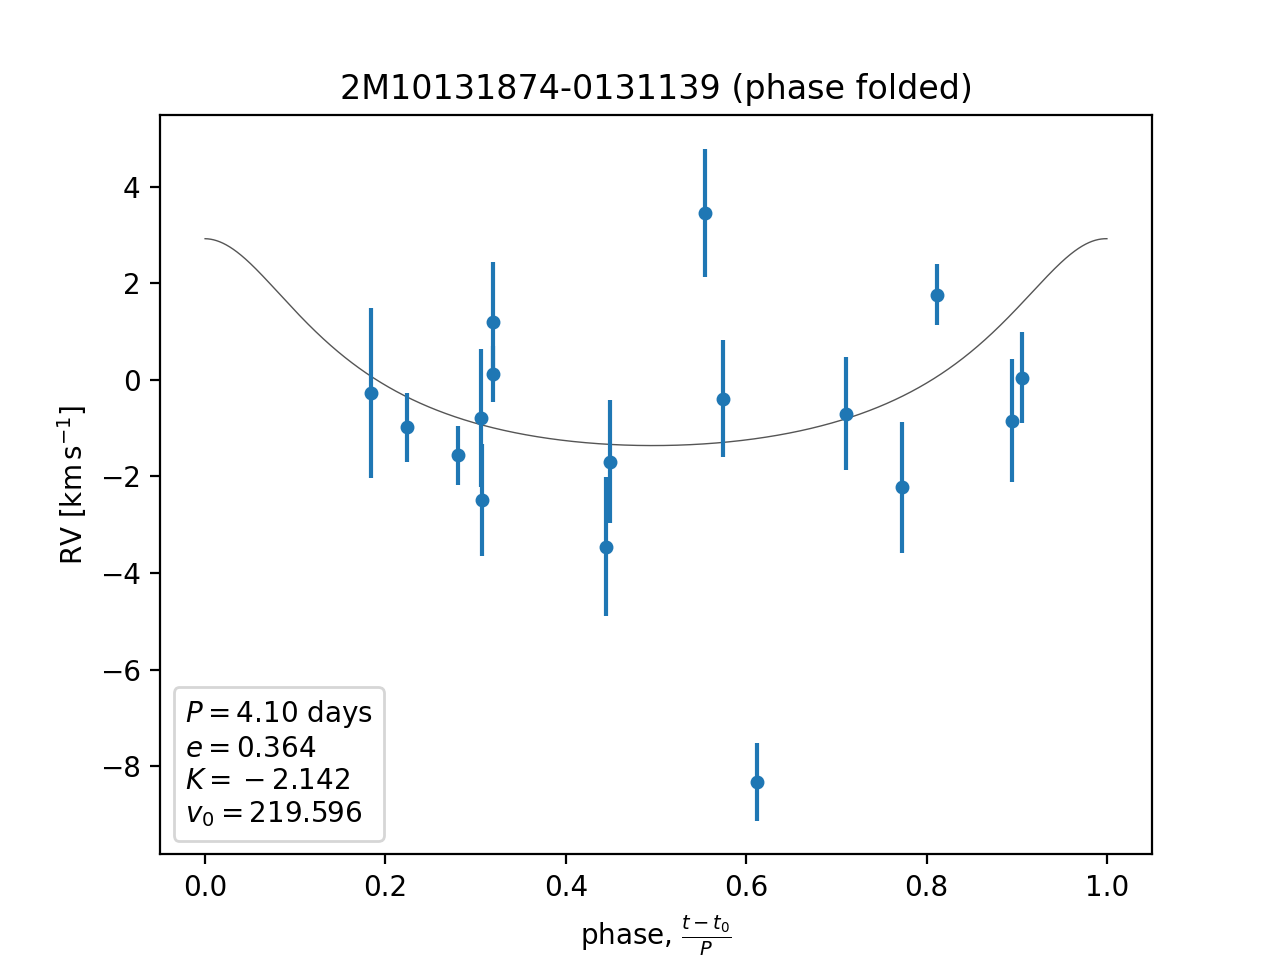 2M10131874-0131139 (phase folded)
RV [km s⁻¹]
4
2
0
−2
−4
−6
−8
P = 4.10 days
e = 0.364
K = −2.142
v₀ = 219.596
0.0 0.2 0.4 0.6 0.8 1.0
phase, (t − t₀)/P